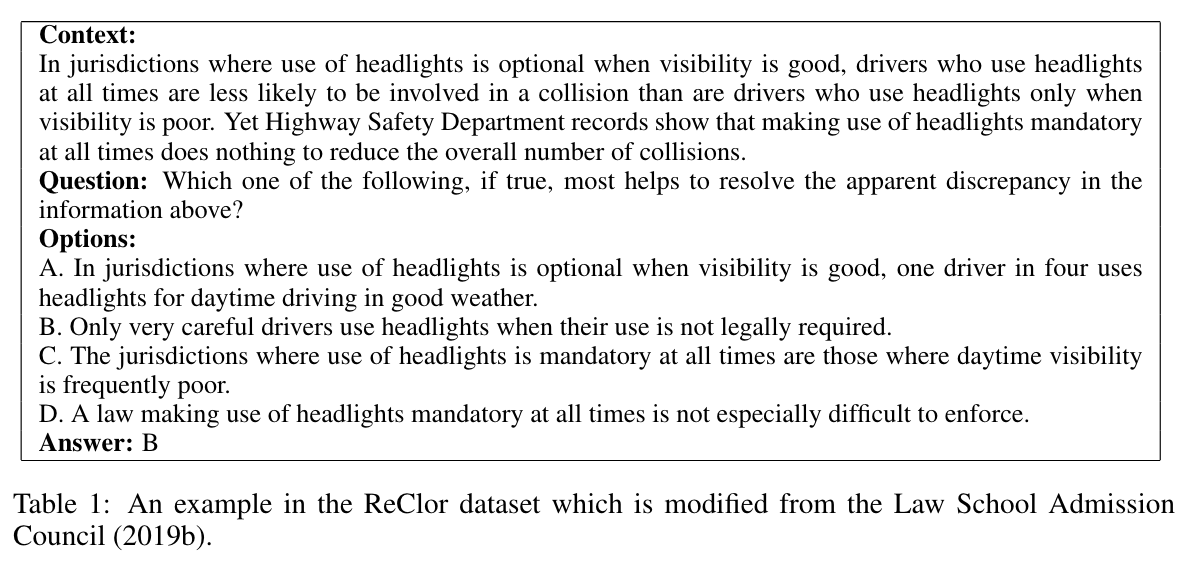 Context:
In jurisdictions where use of headlights is optional when visibility is good, drivers who use headlights
at all times are less likely to be involved in a collision than are drivers who use headlights only when
visibility is poor. Yet Highway Safety Department records show that making use of headlights mandatory
at all times does nothing to reduce the overall number of collisions.
Question: Which one of the following, if true, most helps to resolve the apparent discrepancy in the
information above?
Options:
A. In jurisdictions where use of headlights is optional when visibility is good, one driver in four uses
headlights for daytime driving in good weather.
B. Only very careful drivers use headlights when their use is not legally required.
C. The jurisdictions where use of headlights is mandatory at all times are those where daytime visibility
is frequently poor.
D. A law making use of headlights mandatory at all times is not especially difficult to enforce.
Answer: B
Table 1: An example in the ReClor dataset which is modified from the Law School Admission
Council (2019b).